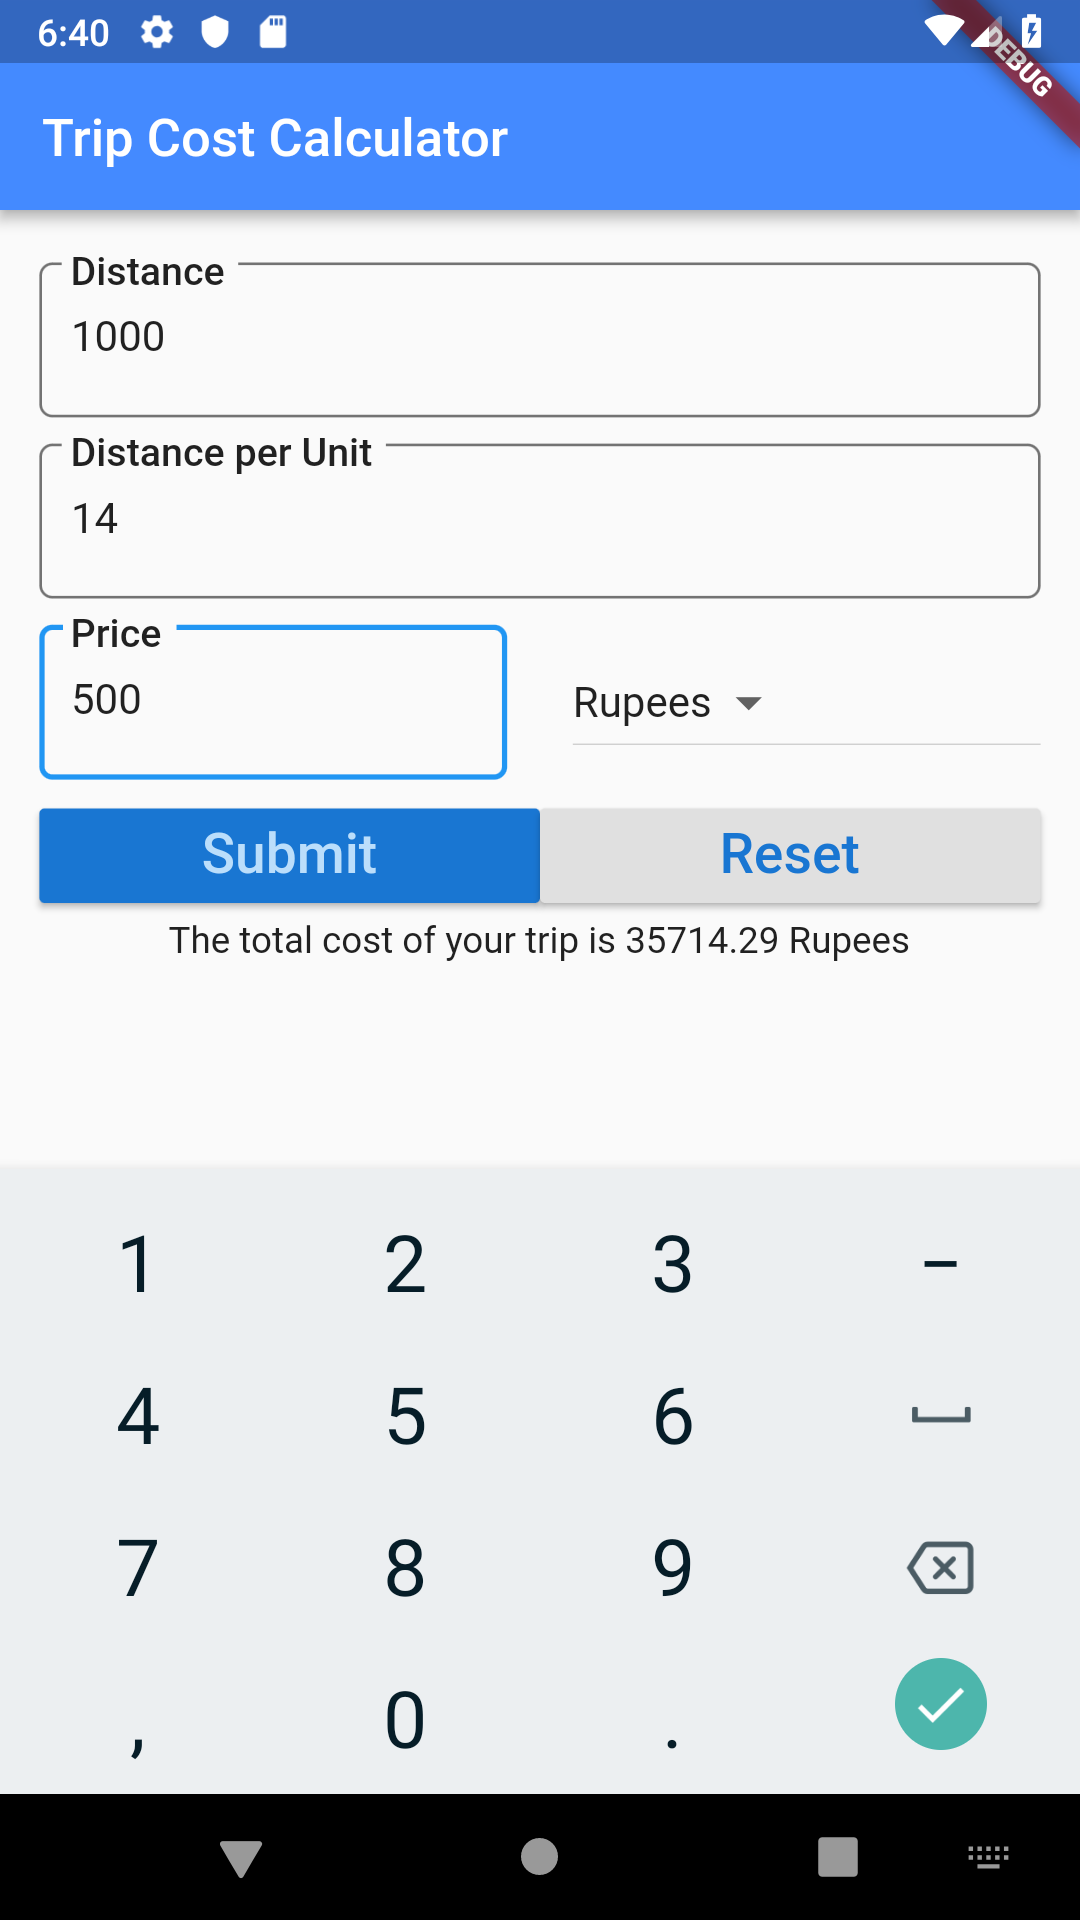 6:40
DEBUG
Trip Cost Calculator
Distance
1000
Distance per Unit
14
Price
500
Rupees
Submit Reset
The total cost of your trip is 35714.29 Rupees
1 2 3 –
4 5 6
7 8 9
, 0 .